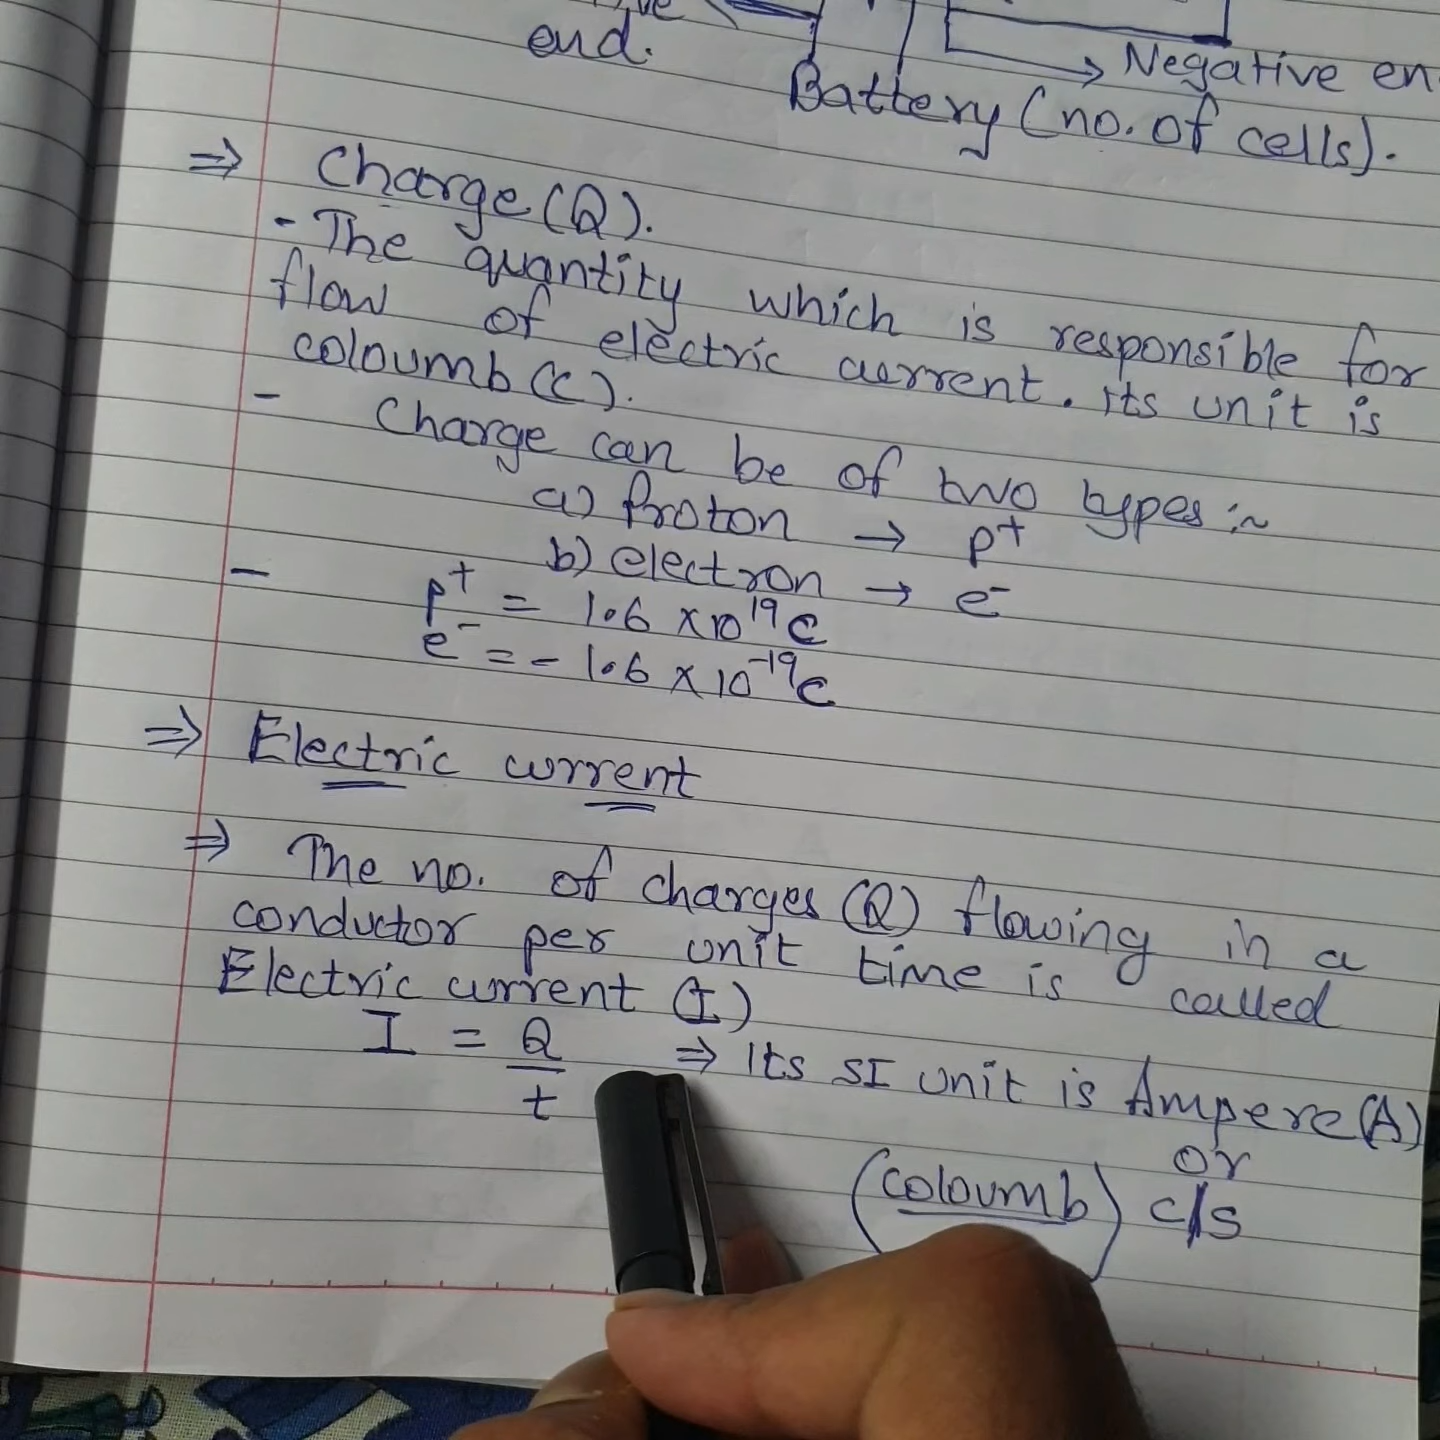 end.
Negative en
Battery (no. of cells).
⇒ Charge (Q).
- The quantity which is responsible for
flow of electric current. its unit is
coloumb (C).
- Charge can be of two types :~
a) Proton → p⁺
b) electron → e⁻
- p⁺ = 1.6 × 10¹⁹ C
e⁻ = - 1.6 × 10⁻¹⁹ C
⇒ Electric current
⇒ The no. of charges (Q) flowing in a
conductor per unit time is called
Electric current (I)
I = Q/t ⇒ Its SI unit is Ampere (A)
or
(coloumb) c/s